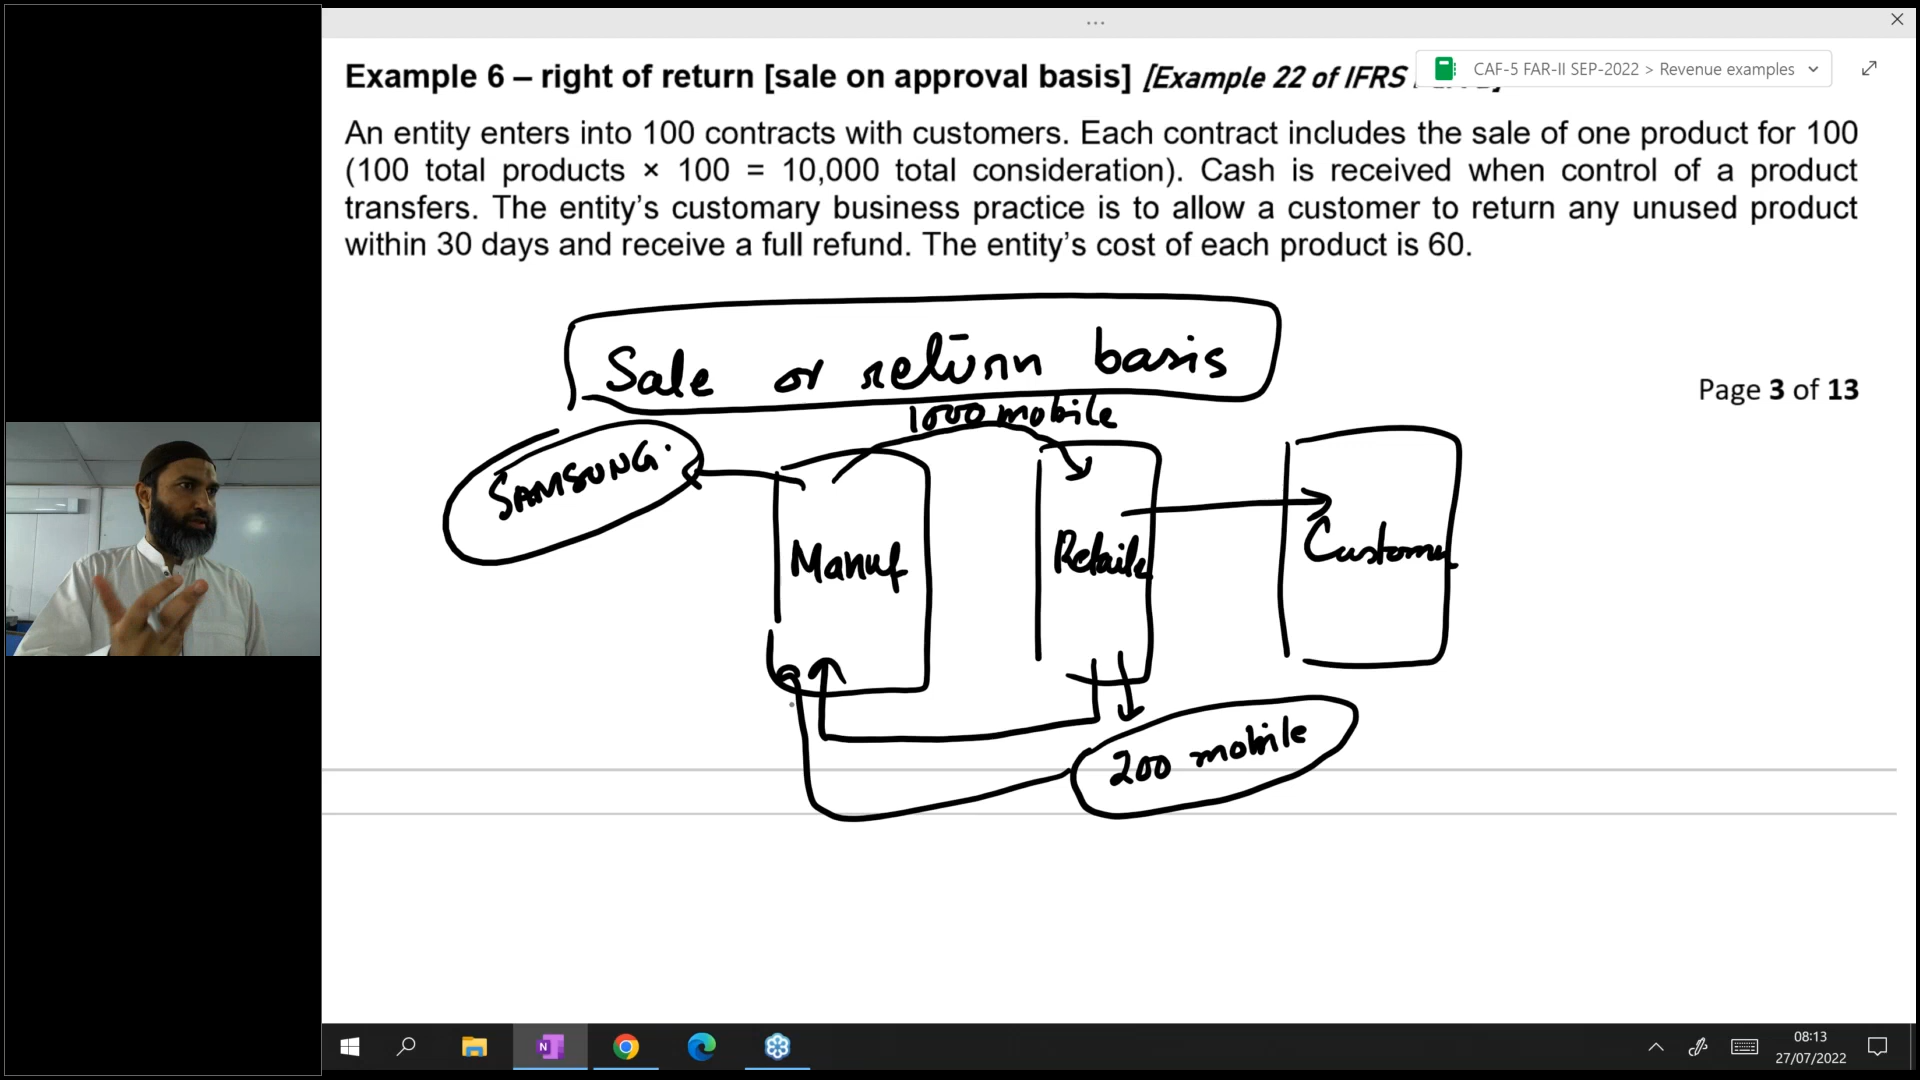 Example 6 – right of return [sale on approval basis] [Example 22 of IFRS
CAF-5 FAR-II SEP-2022 > Revenue examples
An entity enters into 100 contracts with customers. Each contract includes the sale of one product for 100
(100 total products × 100 = 10,000 total consideration). Cash is received when control of a product
transfers. The entity’s customary business practice is to allow a customer to return any unused product
within 30 days and receive a full refund. The entity’s cost of each product is 60.
Sale or return basis
Page 3 of 13
1000 mobile
SAMSUNG
Manuf
Retaile
Custome
200 mobile
08:13
27/07/2022